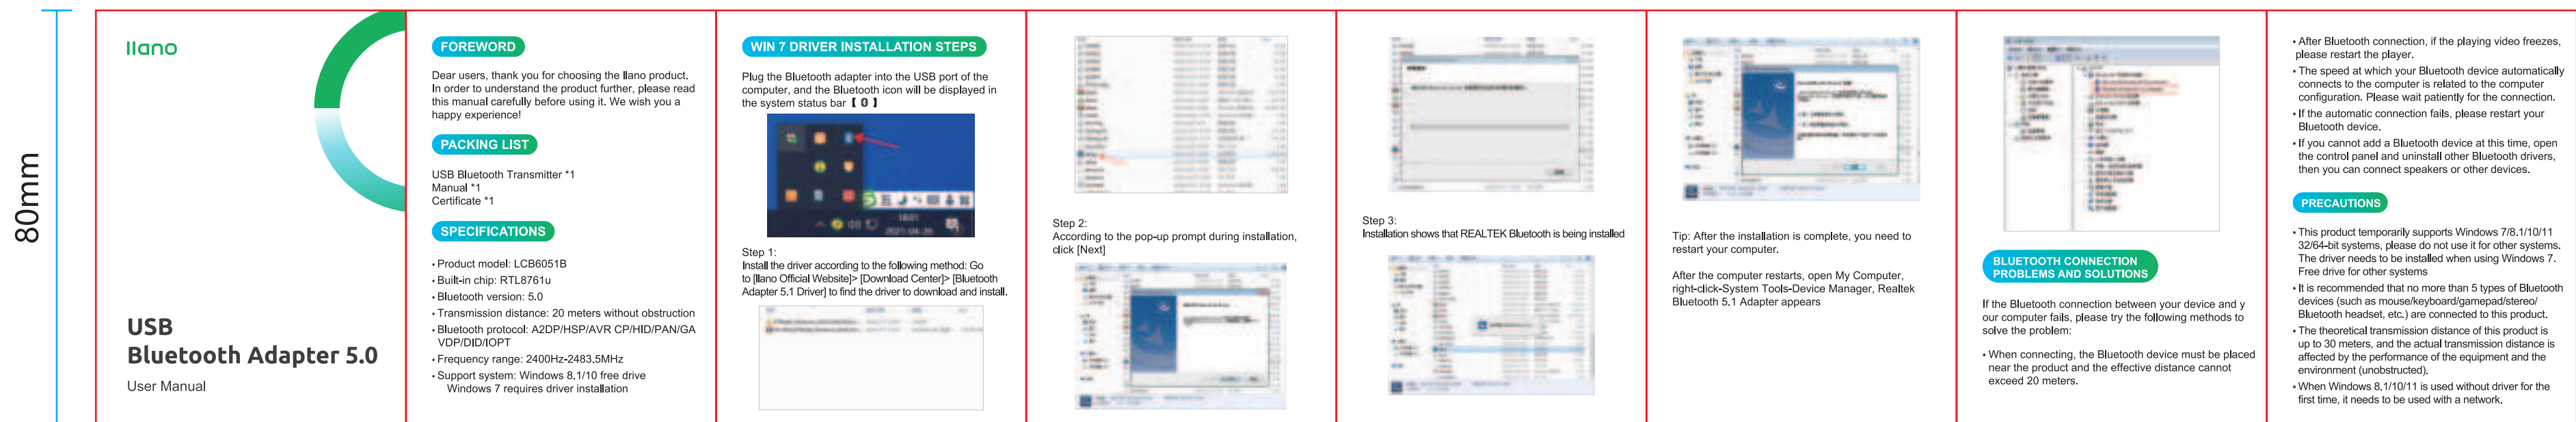 80mm
llano
USB
Bluetooth Adapter 5.0
User Manual
FOREWORD
Dear users, thank you for choosing the llano product.
In order to understand the product further, please read
this manual carefully before using it. We wish you a
happy experience!
PACKING LIST
USB Bluetooth Transmitter *1
Manual *1
Certificate *1
SPECIFICATIONS
• Product model: LCB6051B
• Built-in chip: RTL8761u
• Bluetooth version: 5.0
• Transmission distance: 20 meters without obstruction
• Bluetooth protocol: A2DP/HSP/AVR CP/HID/PAN/GA
VDP/DID/IOPT
• Frequency range: 2400Hz-2483.5MHz
• Support system: Windows 8.1/10 free drive
Windows 7 requires driver installation
WIN 7 DRIVER INSTALLATION STEPS
Plug the Bluetooth adapter into the USB port of the
computer, and the Bluetooth icon will be displayed in
the system status bar【 】
Step 1:
Install the driver according to the following method: Go
to [llano Official Website]> [Download Center]> [Bluetooth
Adapter 5.1 Driver] to find the driver to download and install.
Step 2:
According to the pop-up prompt during installation,
click [Next]
Step 3:
Installation shows that REALTEK Bluetooth is being installed
Tip: After the installation is complete, you need to
restart your computer.
After the computer restarts, open My Computer,
right-click-System Tools-Device Manager, Realtek
Bluetooth 5.1 Adapter appears
BLUETOOTH CONNECTION
PROBLEMS AND SOLUTIONS
If the Bluetooth connection between your device and y
our computer fails, please try the following methods to
solve the problem:
• When connecting, the Bluetooth device must be placed
near the product and the effective distance cannot
exceed 20 meters.
• After Bluetooth connection, if the playing video freezes,
please restart the player.
• The speed at which your Bluetooth device automatically
connects to the computer is related to the computer
configuration. Please wait patiently for the connection.
• If the automatic connection fails, please restart your
Bluetooth device.
• If you cannot add a Bluetooth device at this time, open
the control panel and uninstall other Bluetooth drivers,
then you can connect speakers or other devices.
PRECAUTIONS
• This product temporarily supports Windows 7/8.1/10/11
32/64-bit systems, please do not use it for other systems.
The driver needs to be installed when using Windows 7.
Free drive for other systems
• It is recommended that no more than 5 types of Bluetooth
devices (such as mouse/keyboard/gamepad/stereo/
Bluetooth headset, etc.) are connected to this product.
• The theoretical transmission distance of this product is
up to 30 meters, and the actual transmission distance is
affected by the performance of the equipment and the
environment (unobstructed).
• When Windows 8.1/10/11 is used without driver for the
first time, it needs to be used with a network.